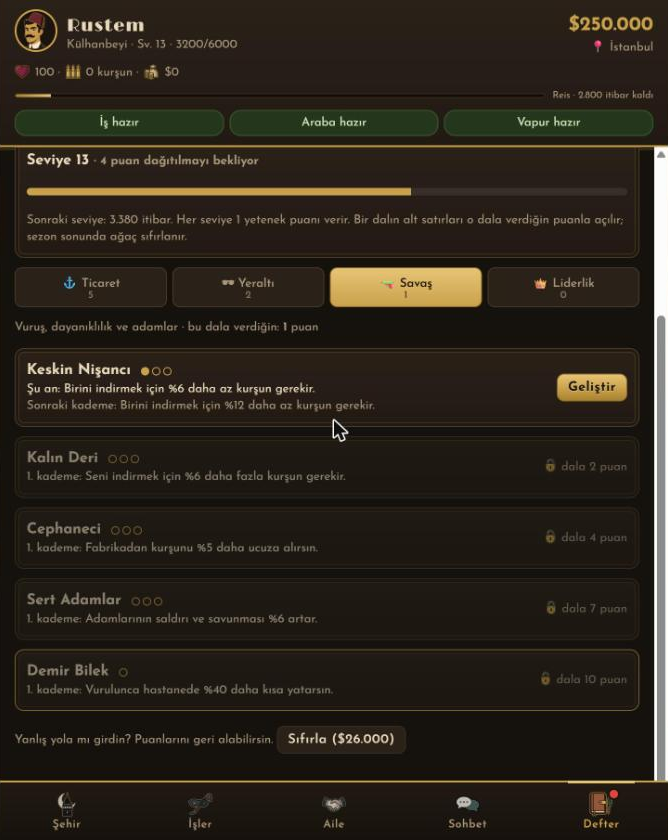 Rustem
Külhanbeyi · Sv. 13 · 3200/6000
$250.000
İstanbul
100 · 0 kurşun · $0
Reis · 2.800 itibar kaldı
İş hazır
Araba hazır
Vapur hazır
Seviye 13 · 4 puan dağıtılmayı bekliyor
Sonraki seviye: 3.380 itibar. Her seviye 1 yetenek puanı verir. Bir dalın alt satırları o dala verdiğin puanla açılır;
sezon sonunda ağaç sıfırlanır.
Ticaret
5
Yeraltı
2
Savaş
1
Liderlik
0
Vuruş, dayanıklılık ve adamlar · bu dala verdiğin: 1 puan
Keskin Nişancı
Şu an: Birini indirmek için %6 daha az kurşun gerekir.
Sonraki kademe: Birini indirmek için %12 daha az kurşun gerekir.
Geliştir
Kalın Deri
1. kademe: Seni indirmek için %6 daha fazla kurşun gerekir.
dala 2 puan
Cephaneci
1. kademe: Fabrikadan kurşunu %5 daha ucuza alırsın.
dala 4 puan
Sert Adamlar
1. kademe: Adamlarının saldırı ve savunması %6 artar.
dala 7 puan
Demir Bilek
1. kademe: Vurulunca hastanede %40 daha kısa yatarsın.
dala 10 puan
Yanlış yola mı girdin? Puanlarını geri alabilirsin. Sıfırla ($26.000)
Şehir
İşler
Aile
Sohbet
Defter